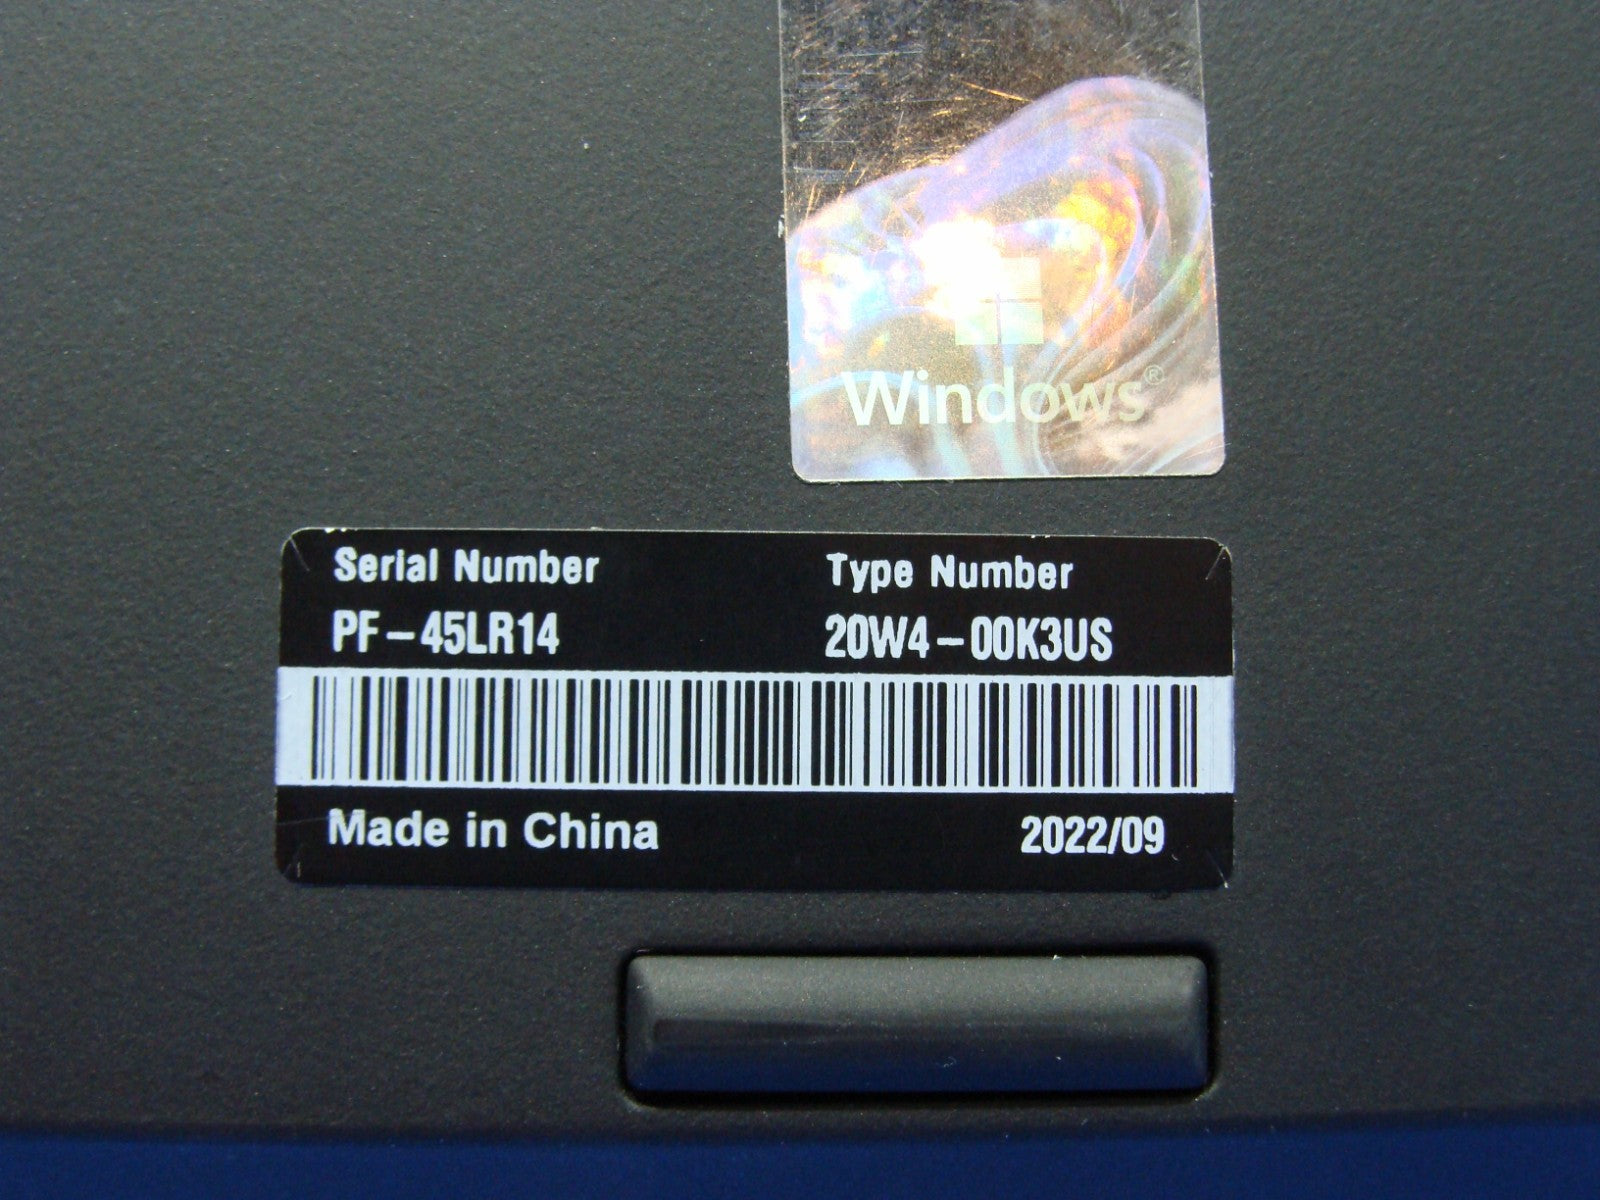 Windows®
Serial Number Type Number
PF-45LR14 20W4-00K3US
Made in China 2022/09